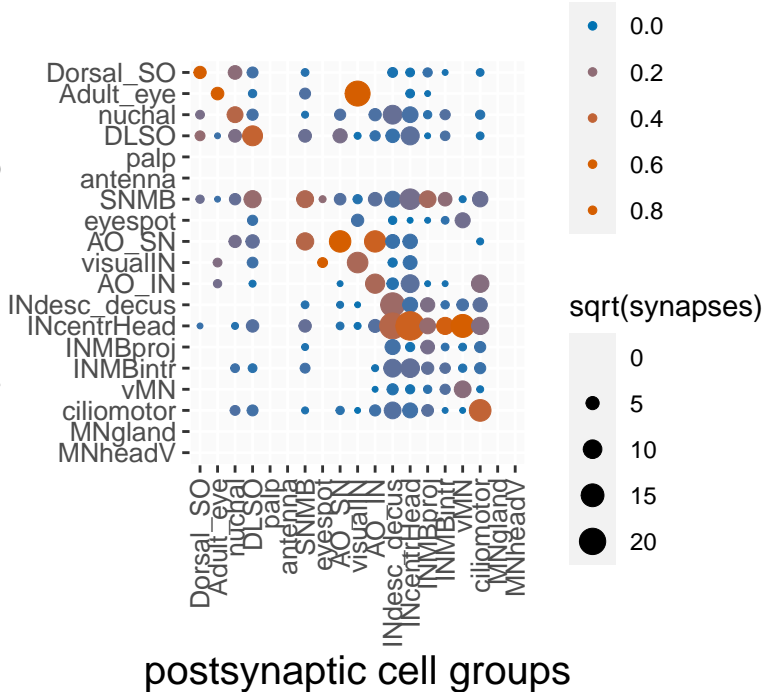 0.0
0.2
0.4
0.6
0.8
sqrt(synapses)
0
5
10
15
20
Dorsal_SO
Adult_eye
nuchal
DLSO
palp
antenna
SNMB
eyespot
AO_SN
visualIN
AO_IN
INdesc_decus
INcentrHead
INMBproj
INMBintr
vMN
ciliomotor
MNgland
MNheadV
Dorsal_SO
Adult_eye
nuchal
DLSO
palp
antenna
SNMB
eyespot
AO_SN
visualIN
AO_IN
INdesc_decus
INcentrHead
INMBproj
INMBintr
vMN
ciliomotor
MNgland
MNheadV
postsynaptic cell groups